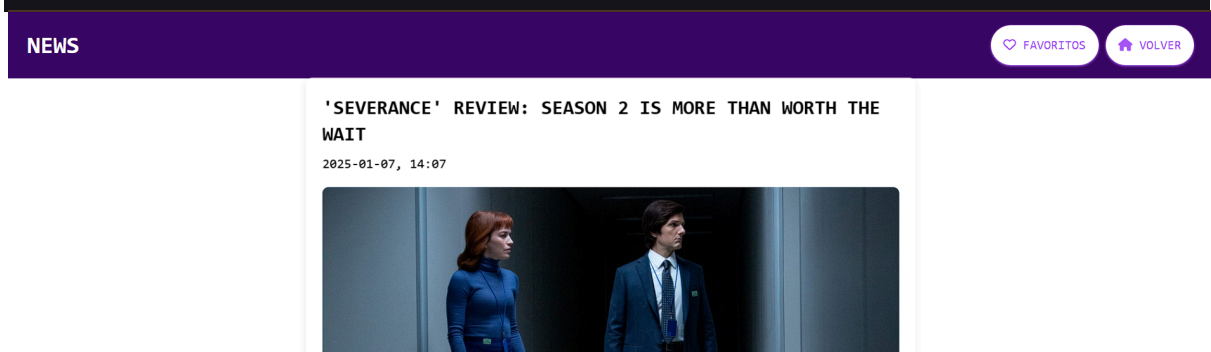 NEWS
FAVORITOS
VOLVER
'SEVERANCE' REVIEW: SEASON 2 IS MORE THAN WORTH THE
WAIT
2025-01-07, 14:07